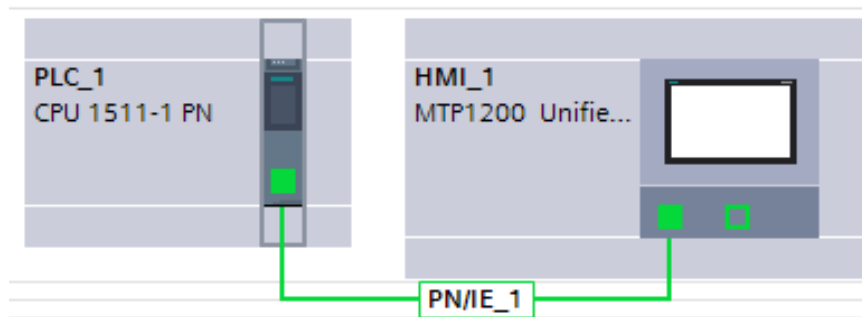 PLC_1
CPU 1511-1 PN
HMI_1
MTP1200 Unifie...
PN/IE_1